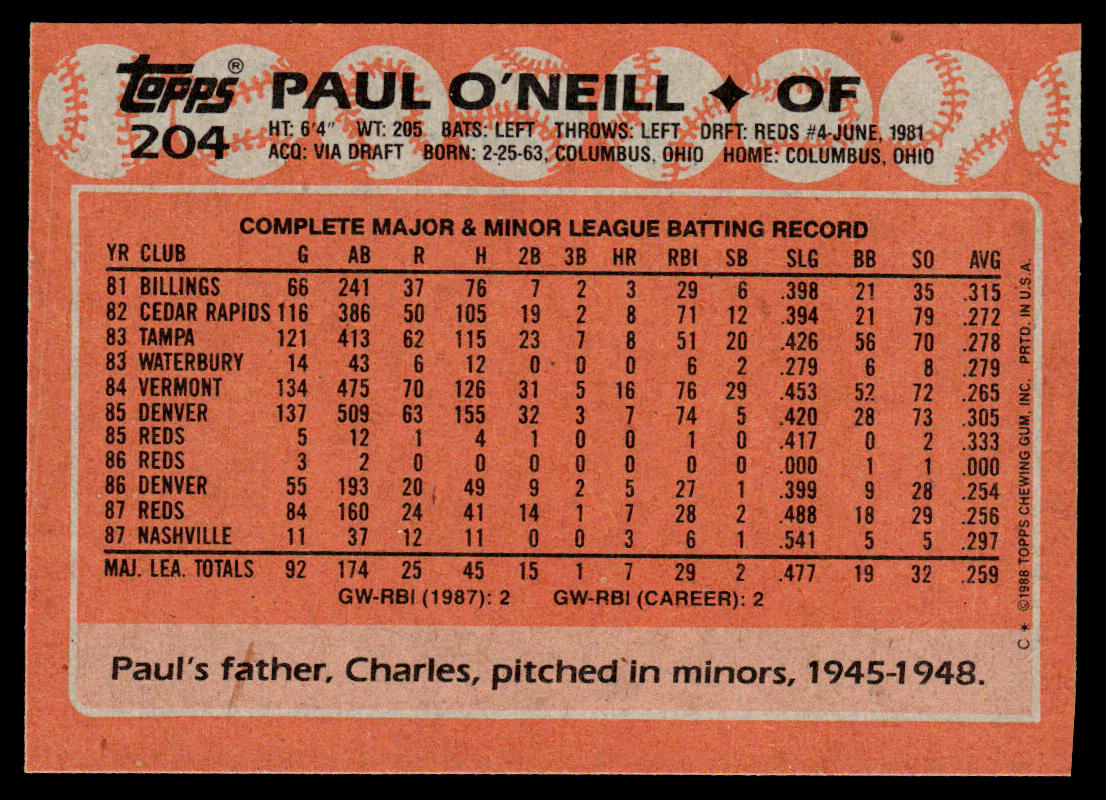 TOPPS® PAUL O'NEILL ✦ OF
204 HT: 6'4" WT: 205 BATS: LEFT THROWS: LEFT DRFT: REDS #4-JUNE, 1981
ACQ: VIA DRAFT BORN: 2-25-63, COLUMBUS, OHIO HOME: COLUMBUS, OHIO
COMPLETE MAJOR & MINOR LEAGUE BATTING RECORD
YR CLUB G AB R H 2B 3B HR RBI SB SLG BB SO AVG
81 BILLINGS 66 241 37 76 7 2 3 29 6 .398 21 35 .315
82 CEDAR RAPIDS 116 386 50 105 19 2 8 71 12 .394 21 79 .272
83 TAMPA 121 413 62 115 23 7 8 51 20 .426 56 70 .278
83 WATERBURY 14 43 6 12 0 0 0 6 2 .279 6 8 .279
84 VERMONT 134 475 70 126 31 5 16 76 29 .453 52 72 .265
85 DENVER 137 509 63 155 32 3 7 74 5 .420 28 73 .305
85 REDS 5 12 1 4 1 0 0 1 0 .417 0 2 .333
86 REDS 3 2 0 0 0 0 0 0 0 .000 1 1 .000
86 DENVER 55 193 20 49 9 2 5 27 1 .399 9 28 .254
87 REDS 84 160 24 41 14 1 7 28 2 .488 18 29 .256
87 NASHVILLE 11 37 12 11 0 0 3 6 1 .541 5 5 .297
MAJ. LEA. TOTALS 92 174 25 45 15 1 7 29 2 .477 19 32 .259
GW-RBI (1987): 2 GW-RBI (CAREER): 2
Paul's father, Charles, pitched in minors, 1945-1948.
C * ©1988 TOPPS CHEWING GUM, INC. PRTD. IN U.S.A.